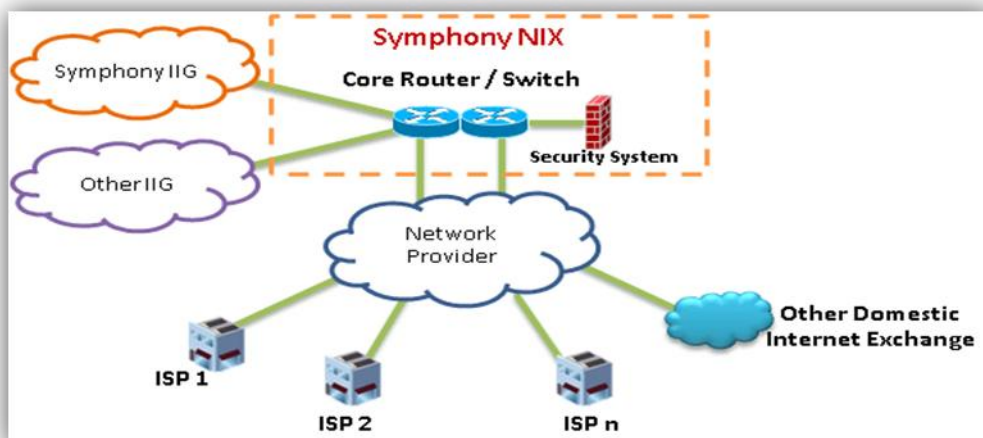 Symphony NIX
Symphony IIG
Core Router / Switch
Security System
Other IIG
Network
Provider
Other Domestic
Internet Exchange
ISP 1
ISP 2
ISP n